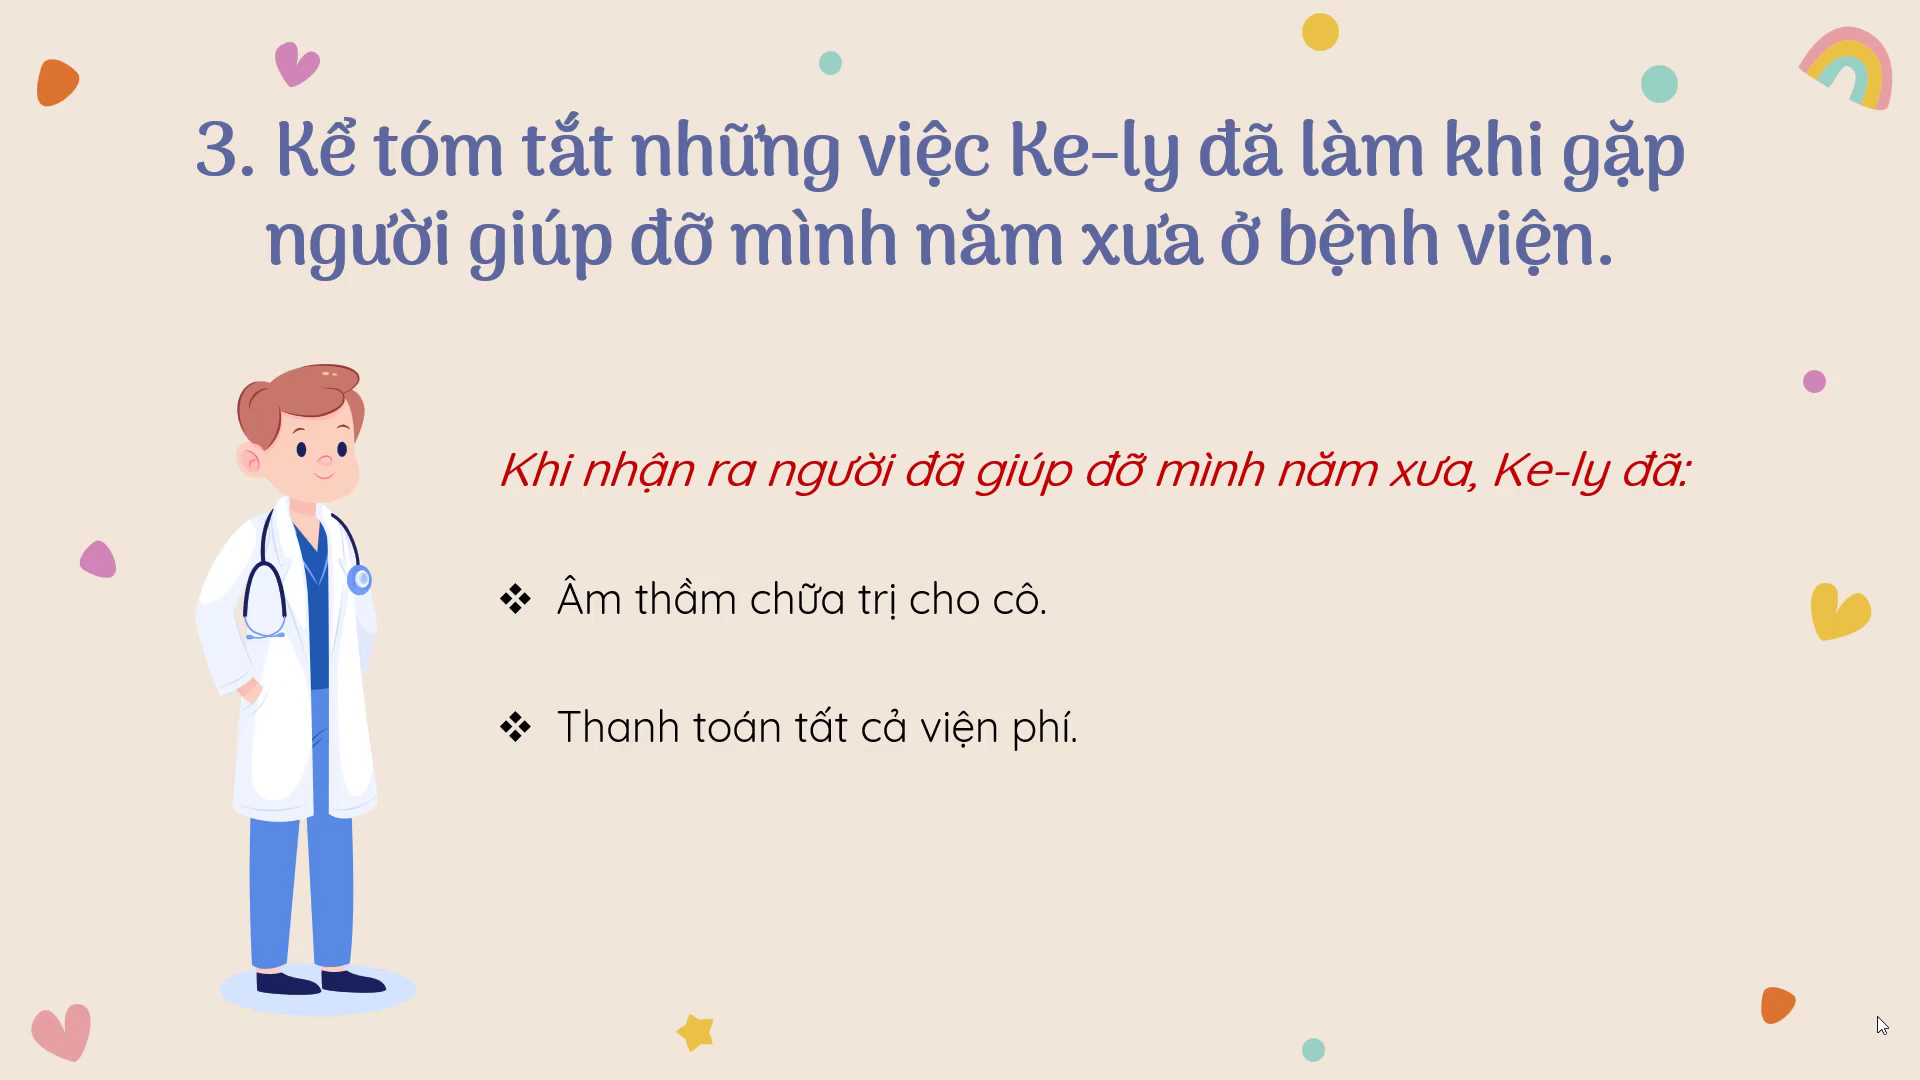 3. Kể tóm tắt những việc Ke-ly đã làm khi gặp
người giúp đỡ mình năm xưa ở bệnh viện.
Khi nhận ra người đã giúp đỡ mình năm xưa, Ke-ly đã:
❖ Âm thầm chữa trị cho cô.
❖ Thanh toán tất cả viện phí.